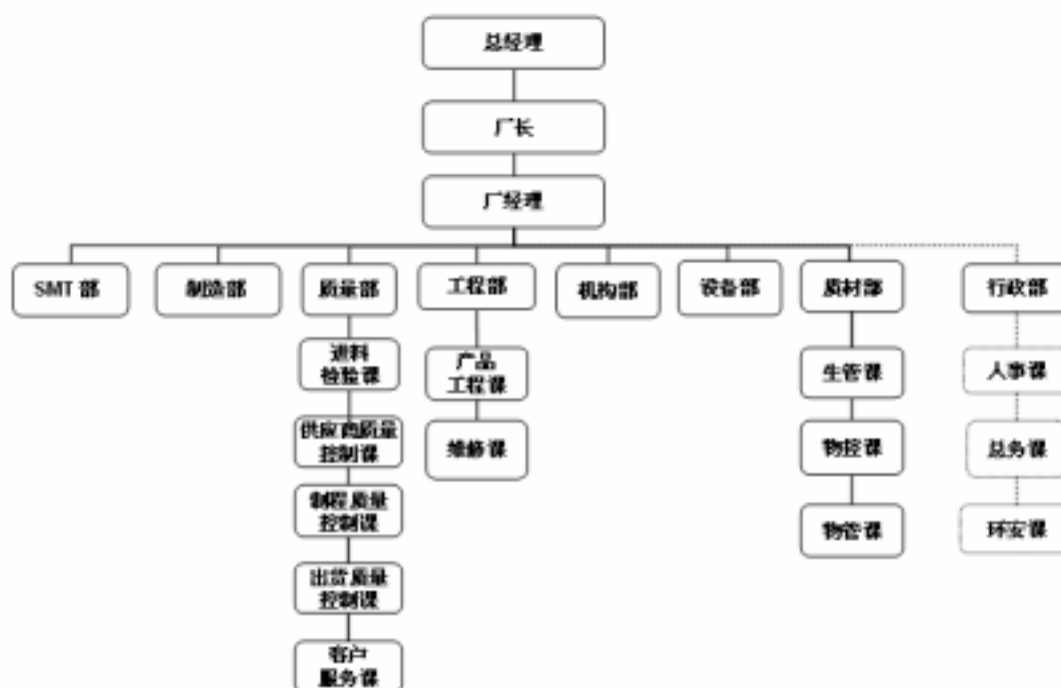 总经理
厂长
厂经理
SMT 部
制造部
质量部
工程部
机构部
设备部
质材部
行政部
进料
检验课
产品
工程课
生管课
人事课
供应商质量
控制课
维修课
物控课
总务课
制程质量
控制课
物管课
环安课
出货质量
控制课
客户
服务课